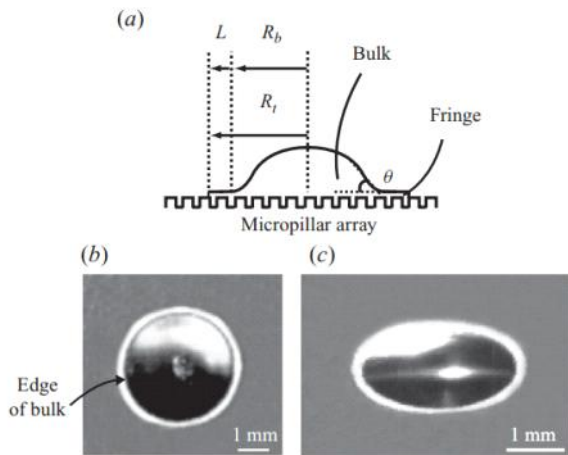 (a)
L
R_b
R_t
Bulk
Fringe
θ
Micropillar array
(b)
(c)
Edge
of bulk
1 mm
1 mm